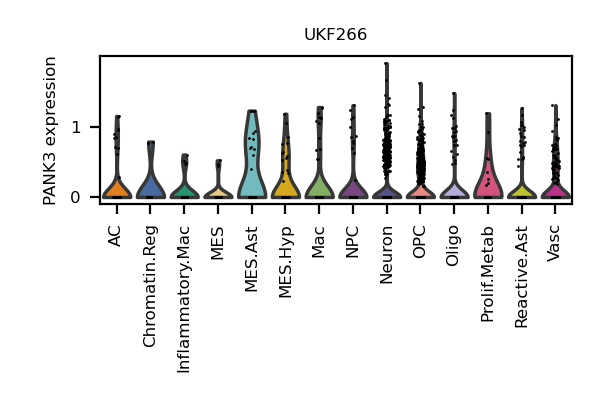 UKF266
PANK3 expression
1
0
AC
Chromatin.Reg
Inflammatory.Mac
MES
MES.Ast
MES.Hyp
Mac
NPC
Neuron
OPC
Oligo
Prolif.Metab
Reactive.Ast
Vasc